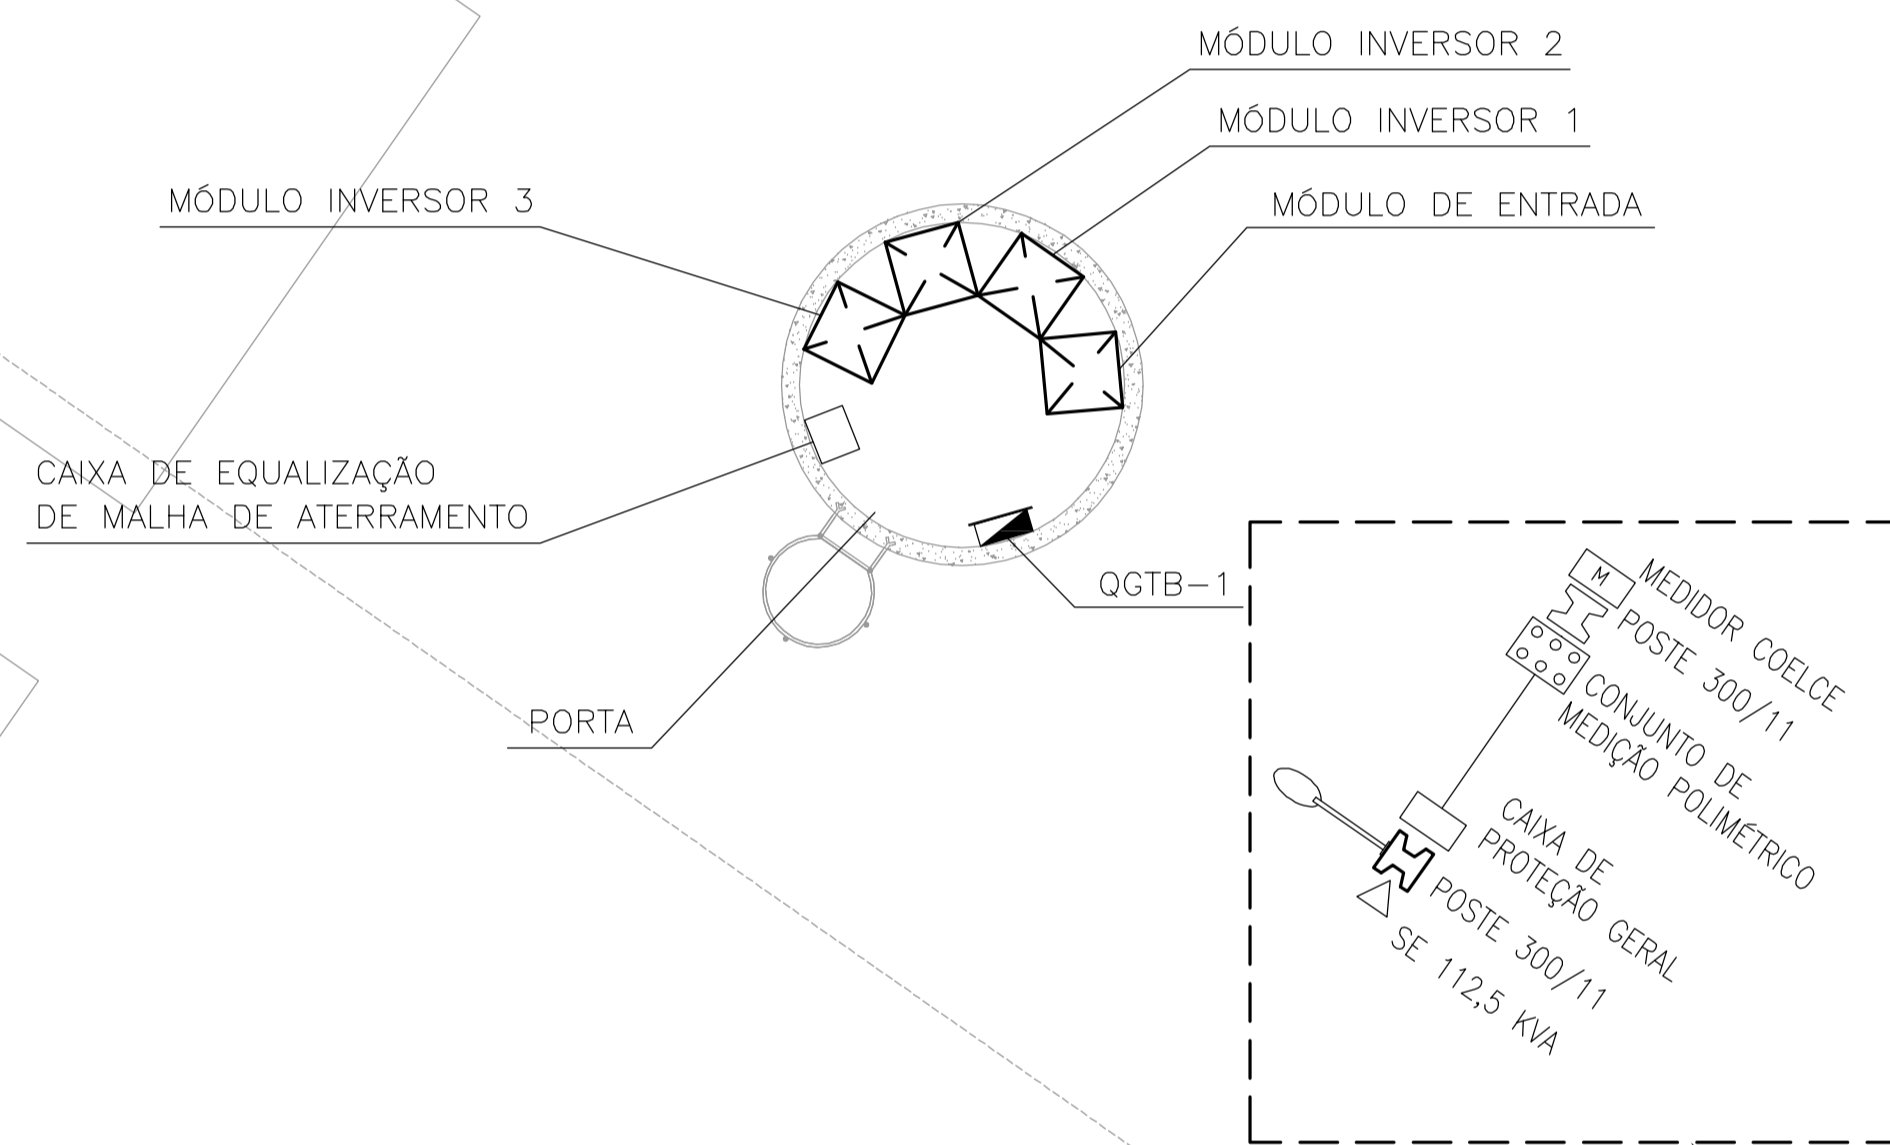 MÓDULO INVERSOR 2
MÓDULO INVERSOR 1
MÓDULO INVERSOR 3
MÓDULO DE ENTRADA
CAIXA DE EQUALIZAÇÃO
DE MALHA DE ATERRAMENTO
QGTB-1
PORTA
M
MEDIDOR COELCE
POSTE 300/11
CONJUNTO DE
MEDIÇÃO POLIMÉTRICO
CAIXA DE
PROTEÇÃO GERAL
POSTE 300/11
SE 112,5 KVA